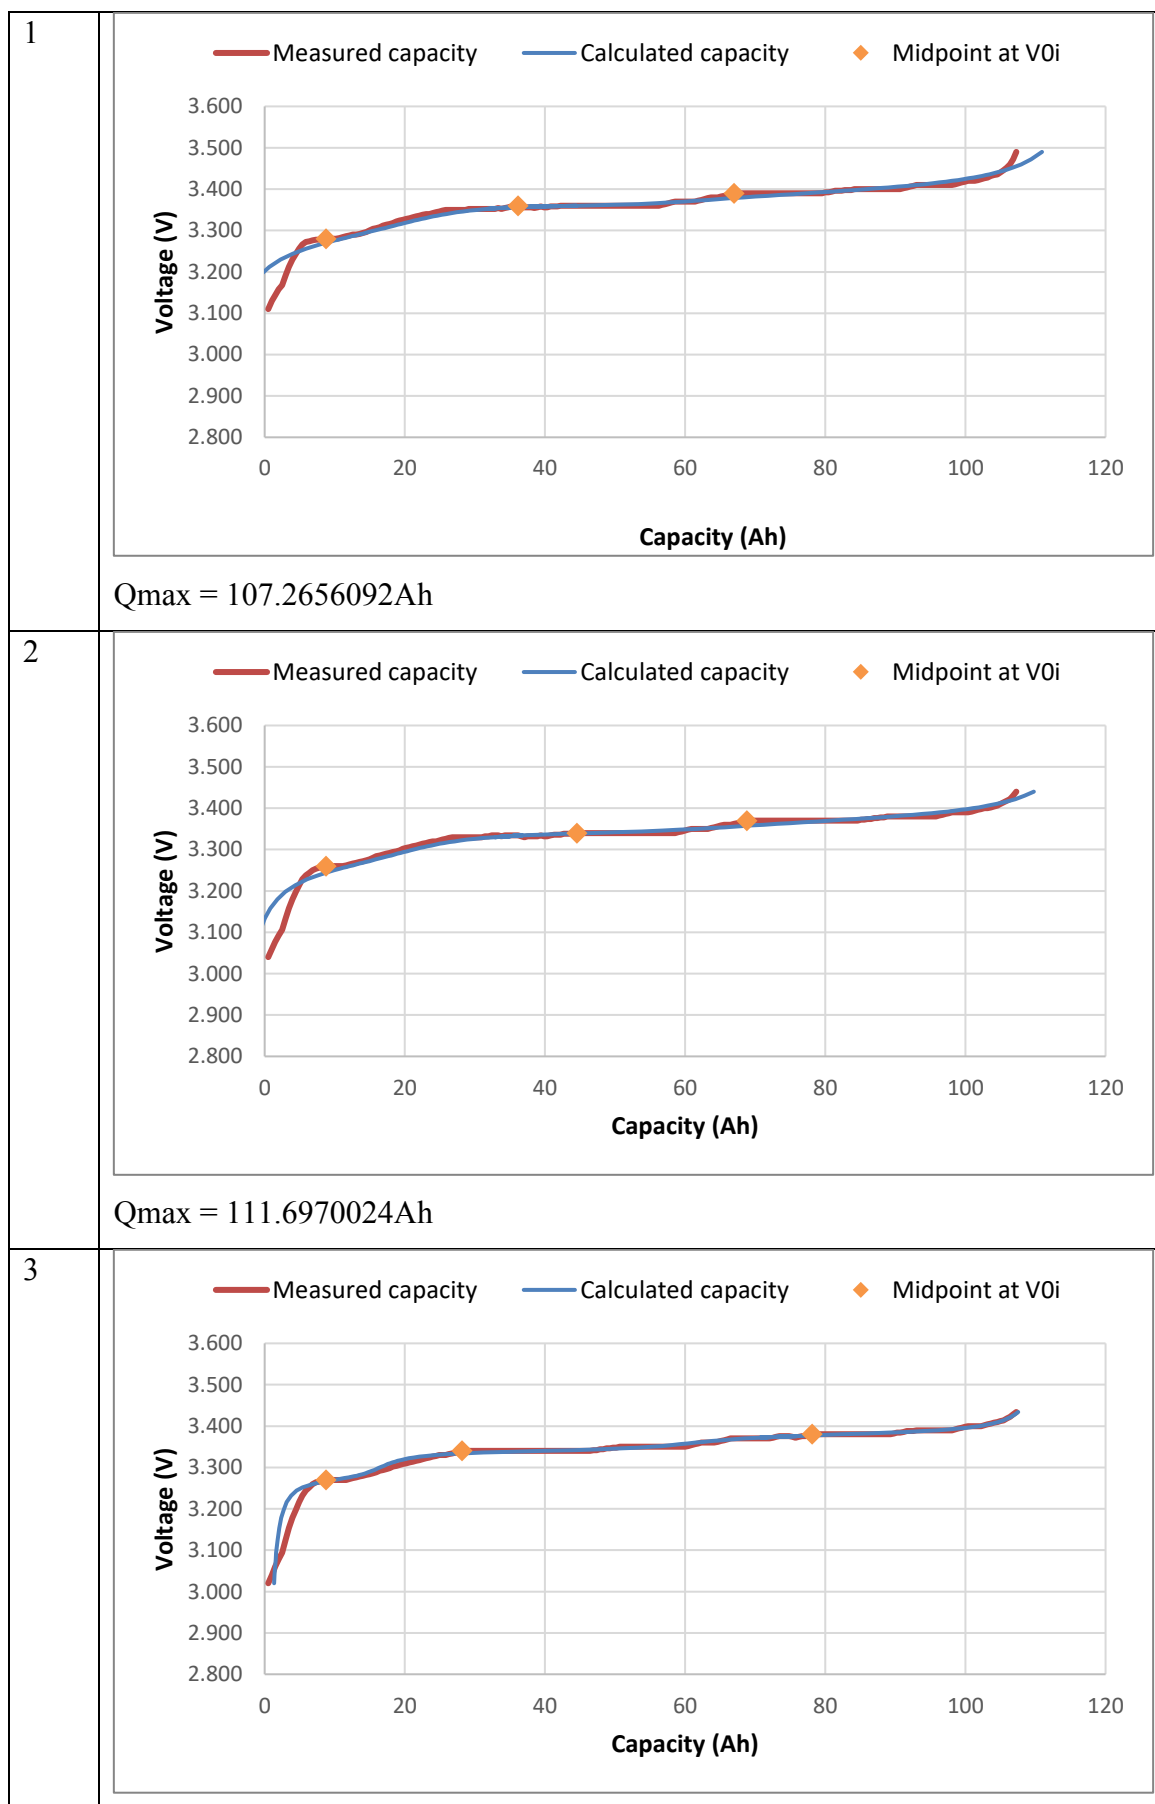 1
Measured capacity Calculated capacity Midpoint at V0i
3.600
3.500
3.400
3.300
3.200
3.100
3.000
2.900
2.800
Voltage (V)
0 20 40 60 80 100 120
Capacity (Ah)
Qmax = 107.2656092Ah
2
Measured capacity Calculated capacity Midpoint at V0i
3.600
3.500
3.400
3.300
3.200
3.100
3.000
2.900
2.800
Voltage (V)
0 20 40 60 80 100 120
Capacity (Ah)
Qmax = 111.6970024Ah
3
Measured capacity Calculated capacity Midpoint at V0i
3.600
3.500
3.400
3.300
3.200
3.100
3.000
2.900
2.800
Voltage (V)
0 20 40 60 80 100 120
Capacity (Ah)